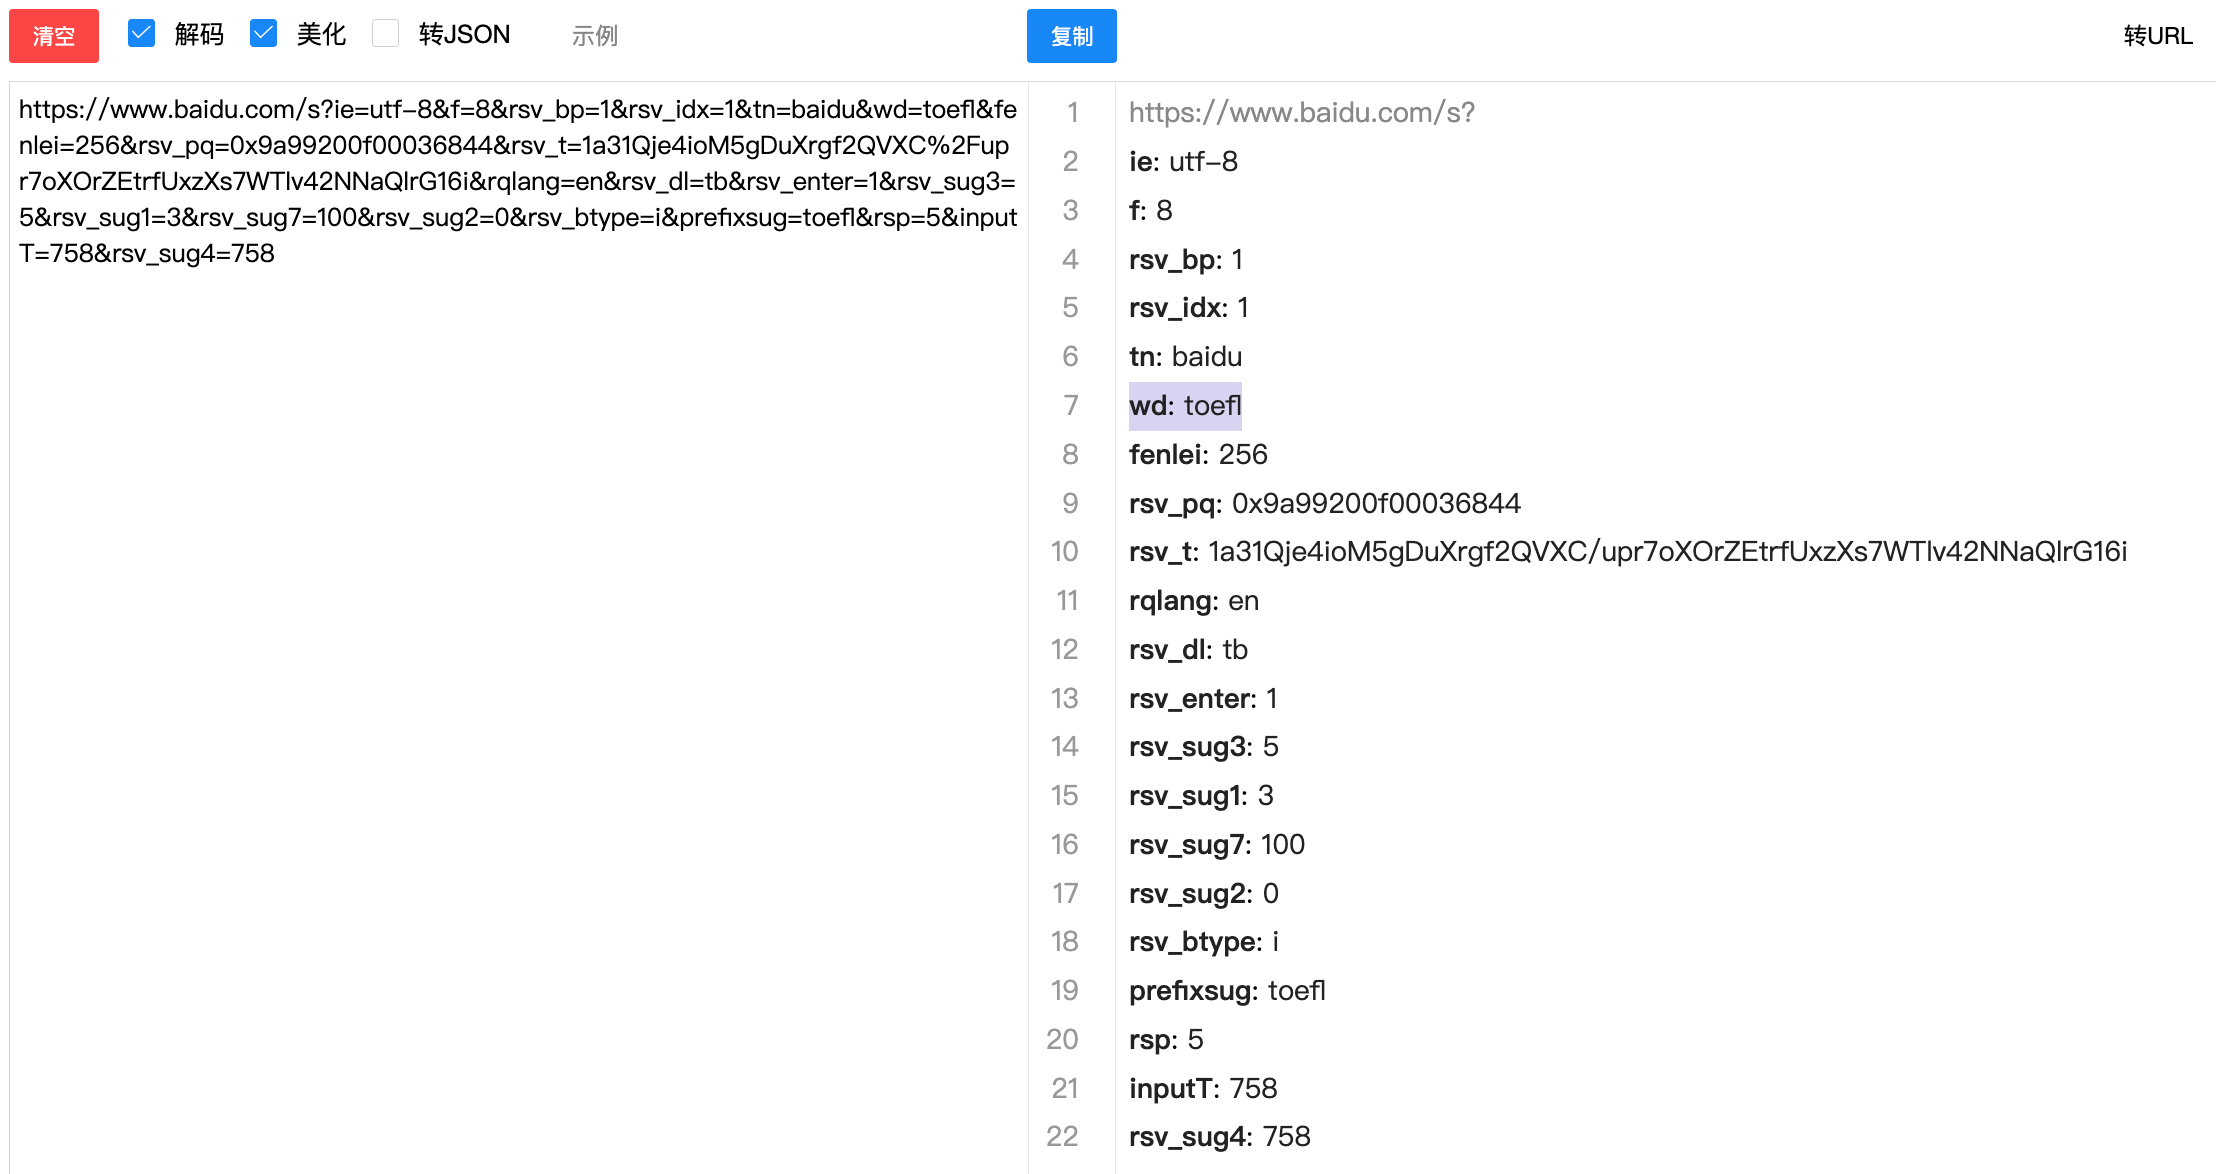 清空 解码 美化 转JSON 示例 复制 转URL
https://www.baidu.com/s?ie=utf-8&f=8&rsv_bp=1&rsv_idx=1&tn=baidu&wd=toefl&fe
nlei=256&rsv_pq=0x9a99200f00036844&rsv_t=1a31Qje4ioM5gDuXrgf2QVXC%2Fup
r7oXOrZEtrfUxzXs7WTlv42NNaQIrG16i&rqlang=en&rsv_dl=tb&rsv_enter=1&rsv_sug3=
5&rsv_sug1=3&rsv_sug7=100&rsv_sug2=0&rsv_btype=i&prefixsug=toefl&rsp=5&input
T=758&rsv_sug4=758
1 https://www.baidu.com/s?
2 ie: utf-8
3 f: 8
4 rsv_bp: 1
5 rsv_idx: 1
6 tn: baidu
7 wd: toefl
8 fenlei: 256
9 rsv_pq: 0x9a99200f00036844
10 rsv_t: 1a31Qje4ioM5gDuXrgf2QVXC/upr7oXOrZEtrfUxzXs7WTlv42NNaQIrG16i
11 rqlang: en
12 rsv_dl: tb
13 rsv_enter: 1
14 rsv_sug3: 5
15 rsv_sug1: 3
16 rsv_sug7: 100
17 rsv_sug2: 0
18 rsv_btype: i
19 prefixsug: toefl
20 rsp: 5
21 inputT: 758
22 rsv_sug4: 758